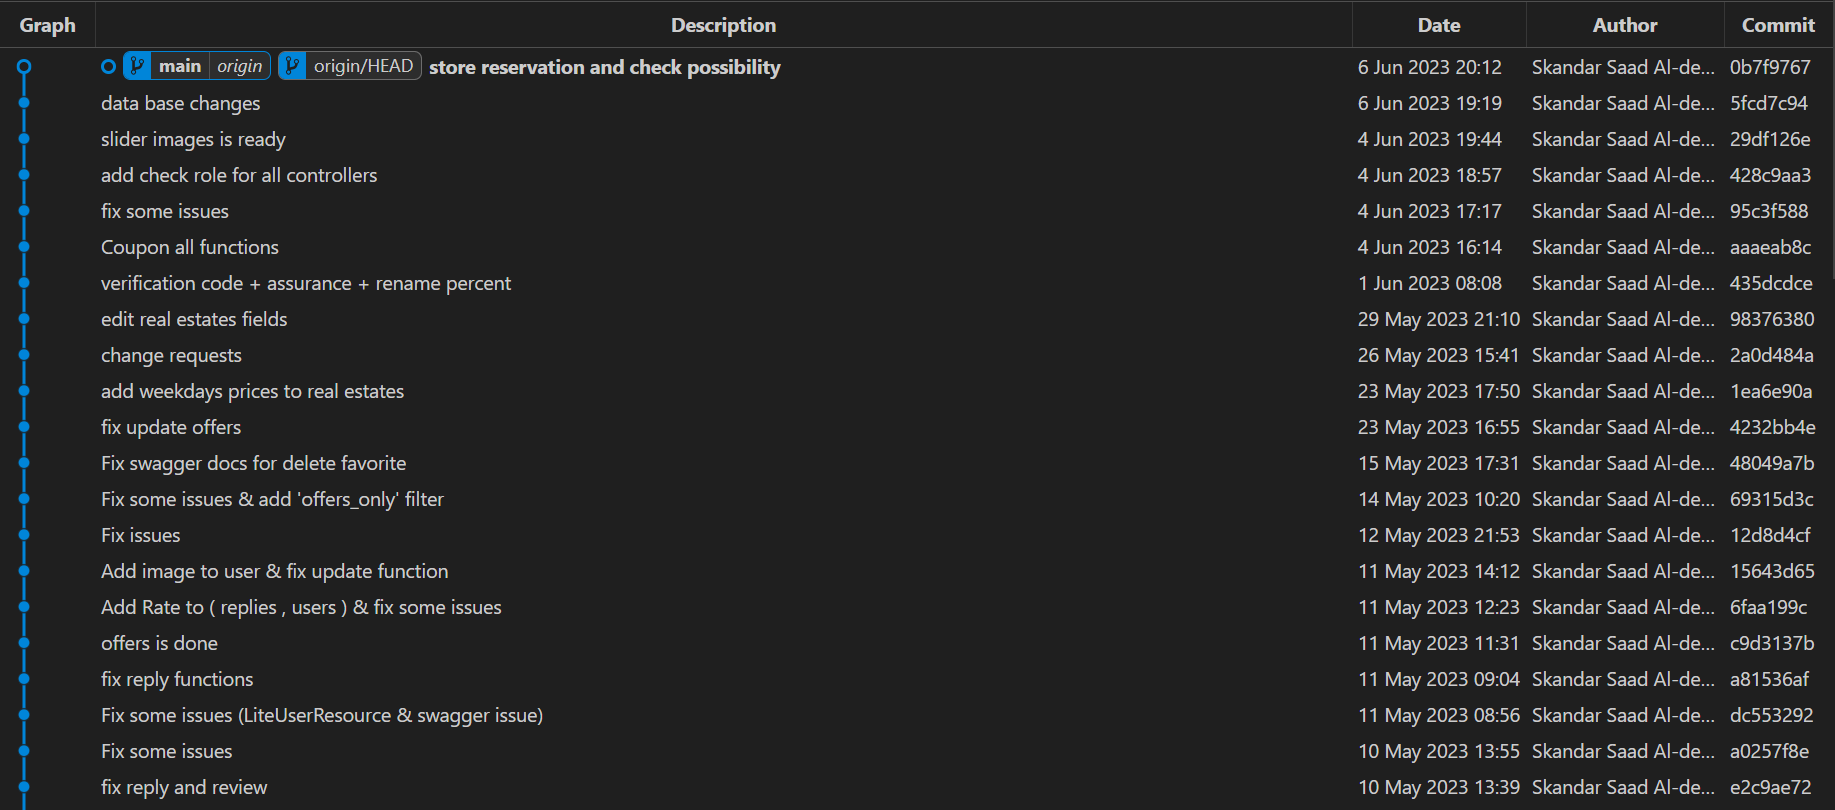 Graph Description Date Author Commit
main origin origin/HEAD store reservation and check possibility 6 Jun 2023 20:12 Skandar Saad Al-de... 0b7f9767
data base changes 6 Jun 2023 19:19 Skandar Saad Al-de... 5fcd7c94
slider images is ready 4 Jun 2023 19:44 Skandar Saad Al-de... 29df126e
add check role for all controllers 4 Jun 2023 18:57 Skandar Saad Al-de... 428c9aa3
fix some issues 4 Jun 2023 17:17 Skandar Saad Al-de... 95c3f588
Coupon all functions 4 Jun 2023 16:14 Skandar Saad Al-de... aaaeab8c
verification code + assurance + rename percent 1 Jun 2023 08:08 Skandar Saad Al-de... 435dcdce
edit real estates fields 29 May 2023 21:10 Skandar Saad Al-de... 98376380
change requests 26 May 2023 15:41 Skandar Saad Al-de... 2a0d484a
add weekdays prices to real estates 23 May 2023 17:50 Skandar Saad Al-de... 1ea6e90a
fix update offers 23 May 2023 16:55 Skandar Saad Al-de... 4232bb4e
Fix swagger docs for delete favorite 15 May 2023 17:31 Skandar Saad Al-de... 48049a7b
Fix some issues & add 'offers_only' filter 14 May 2023 10:20 Skandar Saad Al-de... 69315d3c
Fix issues 12 May 2023 21:53 Skandar Saad Al-de... 12d8d4cf
Add image to user & fix update function 11 May 2023 14:12 Skandar Saad Al-de... 15643d65
Add Rate to ( replies , users ) & fix some issues 11 May 2023 12:23 Skandar Saad Al-de... 6faa199c
offers is done 11 May 2023 11:31 Skandar Saad Al-de... c9d3137b
fix reply functions 11 May 2023 09:04 Skandar Saad Al-de... a81536af
Fix some issues (LiteUserResource & swagger issue) 11 May 2023 08:56 Skandar Saad Al-de... dc553292
Fix some issues 10 May 2023 13:55 Skandar Saad Al-de... a0257f8e
fix reply and review 10 May 2023 13:39 Skandar Saad Al-de... e2c9ae72